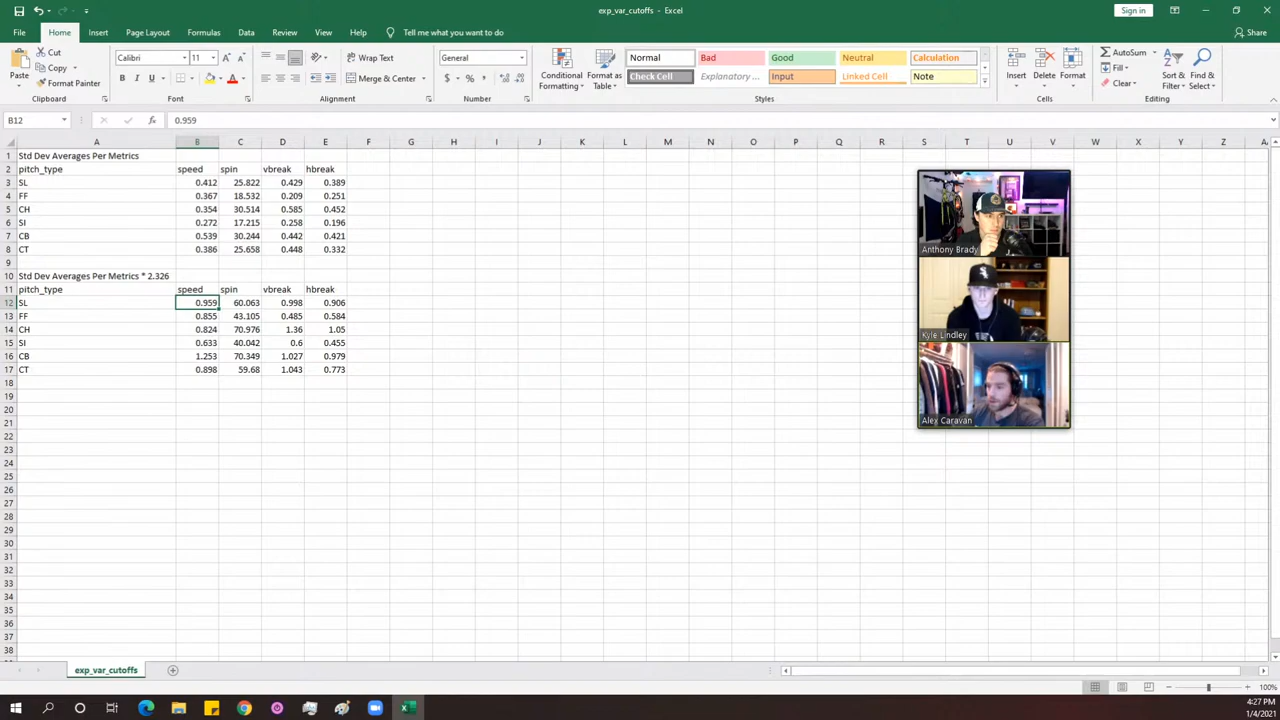 exp_var_cutoffs - Excel
Sign in
File Home Insert Page Layout Formulas Data Review View Help Tell me what you want to do Share
Paste Cut Copy Format Painter Clipboard
Calibri 11 Font
Wrap Text Merge & Center Alignment
General Number
Conditional Formatting Format as Table
Normal Bad Good Neutral Calculation
Check Cell Explanatory ... Input Linked Cell Note
Styles
Insert Delete Format Cells
AutoSum Fill Clear Sort & Filter Find & Select Editing
B12 fx 0.959
A B C D E F G H I J K L M N O P Q R S T U V W X Y Z
1 Std Dev Averages Per Metrics
2 pitch_type speed spin vbreak hbreak
3 SL 0.412 25.822 0.429 0.389
4 FF 0.367 18.532 0.209 0.251
5 CH 0.354 30.514 0.585 0.452
6 SI 0.272 17.215 0.258 0.196
7 CB 0.539 30.244 0.442 0.421
8 CT 0.386 25.658 0.448 0.332
9
10 Std Dev Averages Per Metrics * 2.326
11 pitch_type speed spin vbreak hbreak
12 SL 0.959 60.063 0.998 0.906
13 FF 0.855 43.105 0.485 0.584
14 CH 0.824 70.976 1.36 1.05
15 SI 0.633 40.042 0.6 0.455
16 CB 1.253 70.349 1.027 0.979
17 CT 0.898 59.68 1.043 0.773
18
19
20
21
22
23
24
25
26
27
28
29
30
31
32
33
34
35
36
37
38
Anthony Brady
Kyle Lindley
Alex Caravan
exp_var_cutoffs
100%
4:27 PM
1/4/2021